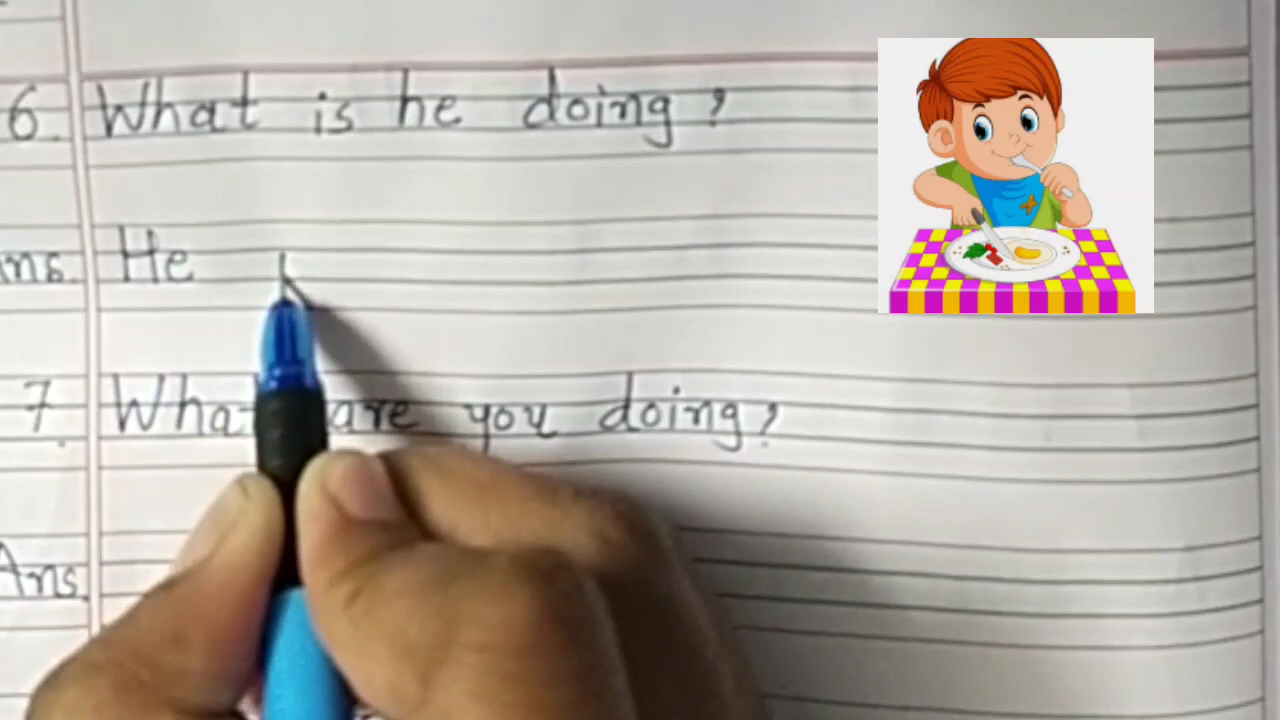 6. What is he doing?
Ans. He
7. What are you doing?
Ans.